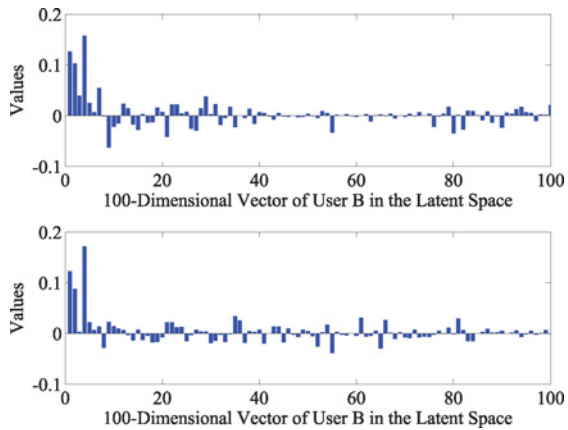 0.2
0.1
0
-0.1
Values
0 20 40 60 80 100
100-Dimensional Vector of User B in the Latent Space
0.2
0.1
0
-0.1
Values
0 20 40 60 80 100
100-Dimensional Vector of User B in the Latent Space